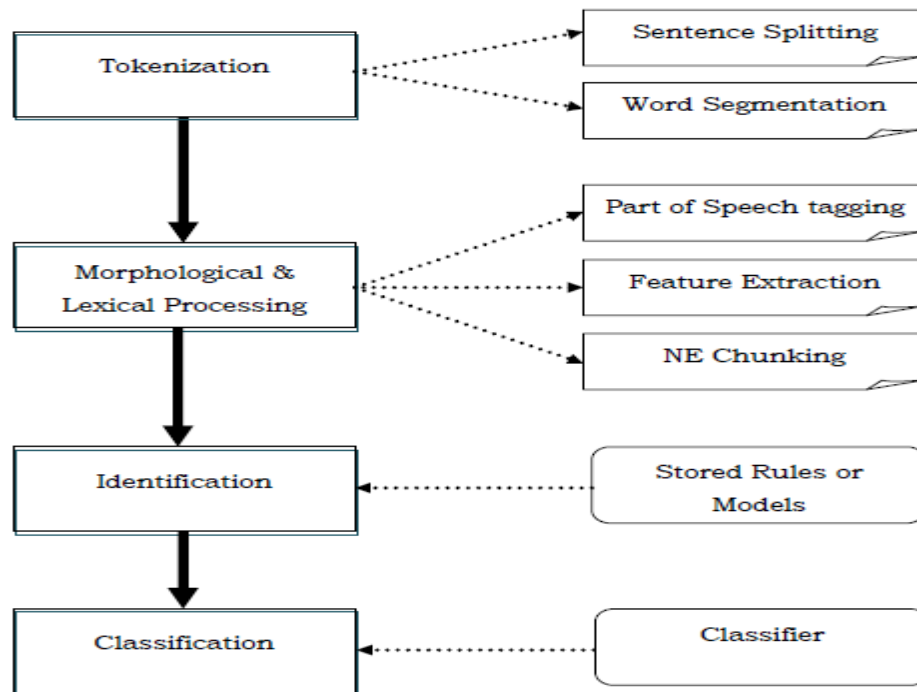 Tokenization
Sentence Splitting
Word Segmentation
Morphological &
Lexical Processing
Part of Speech tagging
Feature Extraction
NE Chunking
Identification
Stored Rules or
Models
Classification
Classifier